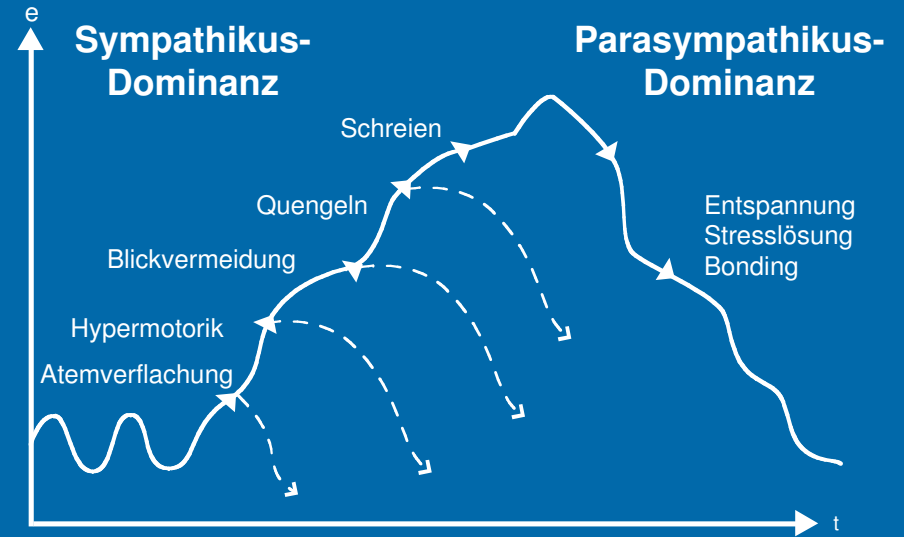 e
Sympathikus-
Dominanz
Parasympathikus-
Dominanz
Schreien
Quengeln
Blickvermeidung
Hypermotorik
Atemverflachung
Entspannung
Stresslösung
Bonding
t